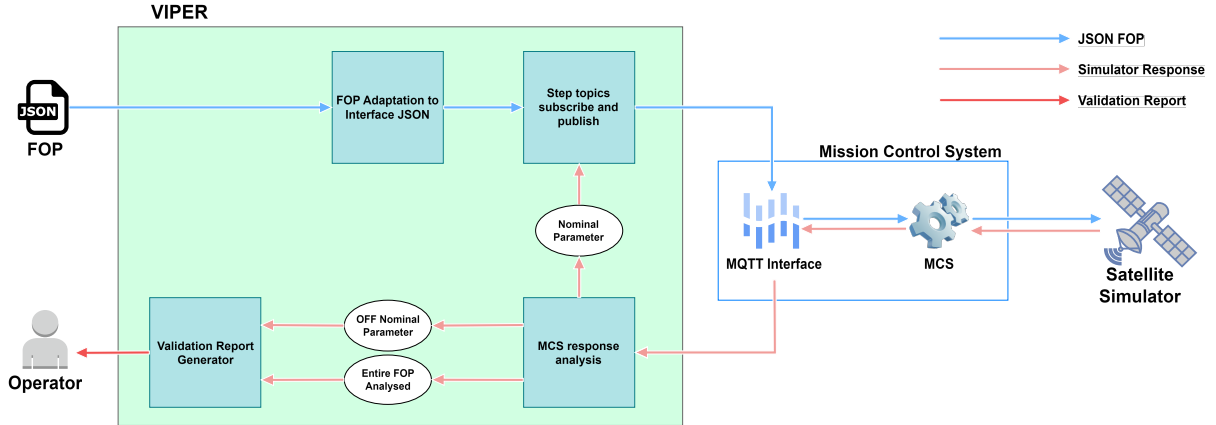 VIPER
JSON FOP
Simulator Response
Validation Report
JSON
FOP
FOP Adaptation to
Interface JSON
Step topics
subscribe and
publish
Mission Control System
Nominal
Parameter
MQTT Interface
MCS
Satellite
Simulator
OFF Nominal
Parameter
Validation Report
Generator
MCS response
analysis
Entire FOP
Analysed
Operator